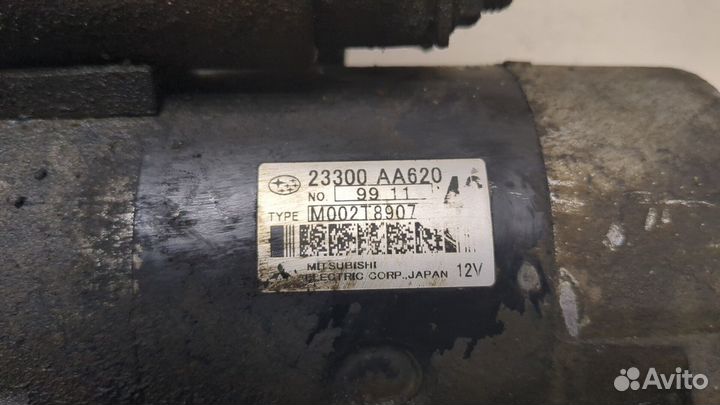 23300 AA620
NO. 99 11
TYPE M002T8907
MITSUBISHI
ELECTRIC CORP., JAPAN 12V
Avito